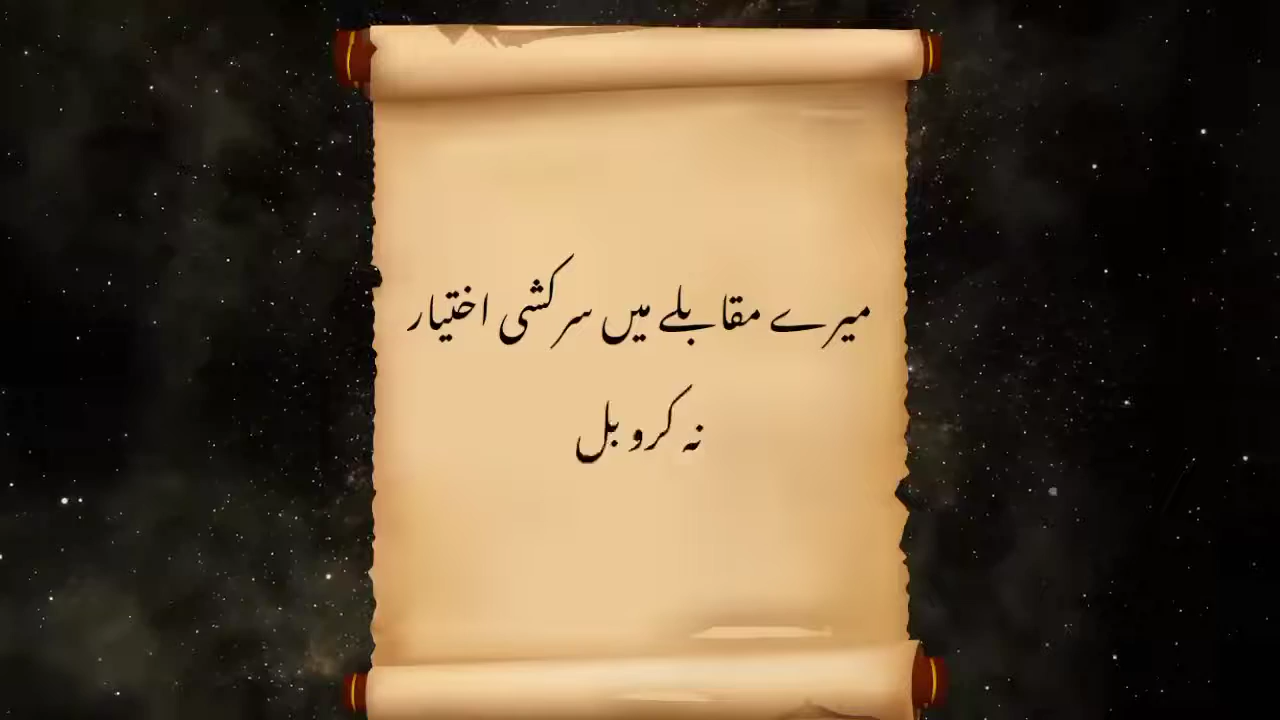 میرے مقابلے میں سرکشی اختیار
نہ کرو بل